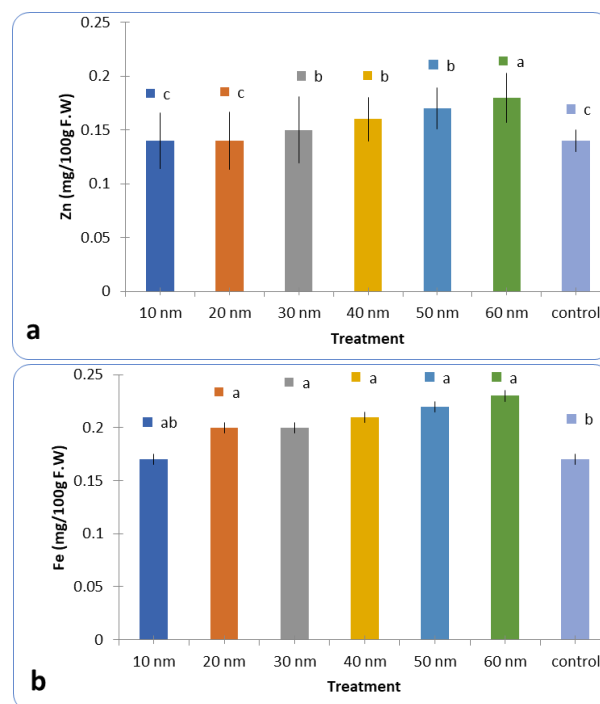 Zn (mg/100g F.W)
0.25
0.2
0.15
0.1
0.05
0
c
c
b
b
b
a
c
10 nm 20 nm 30 nm 40 nm 50 nm 60 nm control
Treatment
a
Fe (mg/100g F.W)
0.25
0.2
0.15
0.1
0.05
0
ab
a
a
a
a
a
b
10 nm 20 nm 30 nm 40 nm 50 nm 60 nm control
Treatment
b